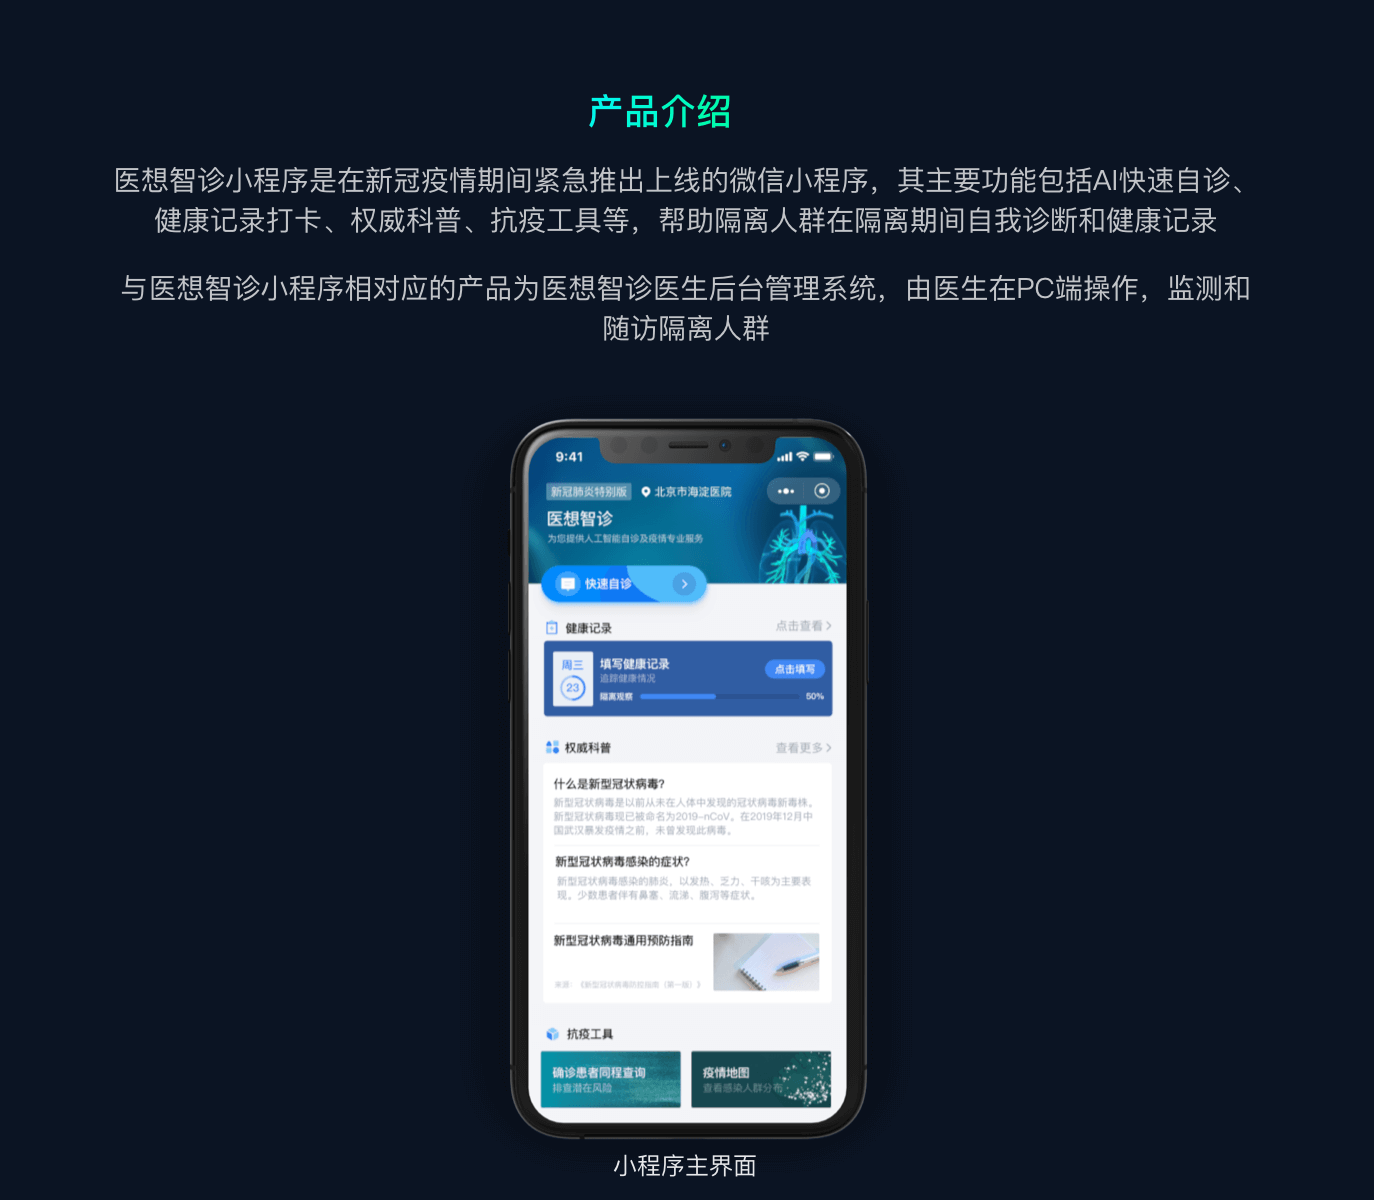 产品介绍
医想智诊小程序是在新冠疫情期间紧急推出上线的微信小程序，其主要功能包括AI快速自诊、
健康记录打卡、权威科普、抗疫工具等，帮助隔离人群在隔离期间自我诊断和健康记录
与医想智诊小程序相对应的产品为医想智诊医生后台管理系统，由医生在PC端操作，监测和
随访隔离人群
9:41
新冠肺炎特别版 北京市海淀医院
医想智诊
为您提供人工智能自诊及疫情专业服务
快速自诊
健康记录 点击查看
周三 填写健康记录 点击填写
追踪健康情况
23 隔离观察 50%
权威科普 查看更多
什么是新型冠状病毒？
新型冠状病毒是以前从未在人体中发现的冠状病毒新毒株。
新型冠状病毒现已被命名为2019-nCoV。在2019年12月中
国武汉暴发疫情之前，未曾发现此病毒。
新型冠状病毒感染的症状？
新型冠状病毒感染的肺炎，以发热、乏力、干咳为主要表
现。少数患者伴有鼻塞、流涕、腹泻等症状。
新型冠状病毒通用预防指南
来源：《新型冠状病毒防控指南（第一版）》
抗疫工具
确诊患者同程查询 疫情地图
排查潜在风险 查看感染人群分布
小程序主界面